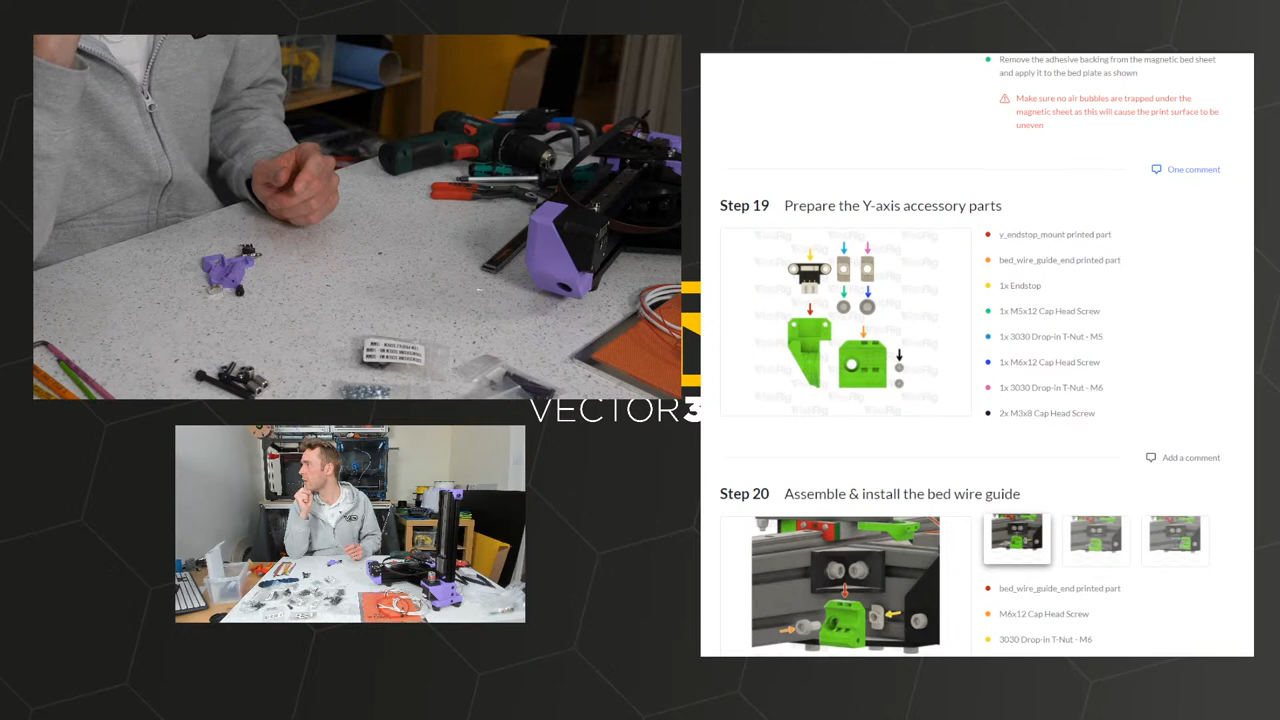 Remove the adhesive backing from the magnetic bed sheet
and apply it to the bed plate as shown
Make sure no air bubbles are trapped under the
magnetic sheet as this will cause the print surface to be
uneven
One comment
Step 19 Prepare the Y-axis accessory parts
y_endstop_mount printed part
bed_wire_guide_end printed part
1x Endstop
1x M5x12 Cap Head Screw
1x 3030 Drop-in T-Nut - M5
1x M6x12 Cap Head Screw
1x 3030 Drop-in T-Nut - M6
2x M3x8 Cap Head Screw
Add a comment
Step 20 Assemble & install the bed wire guide
bed_wire_guide_end printed part
M6x12 Cap Head Screw
3030 Drop-in T-Nut - M6
VECTOR3